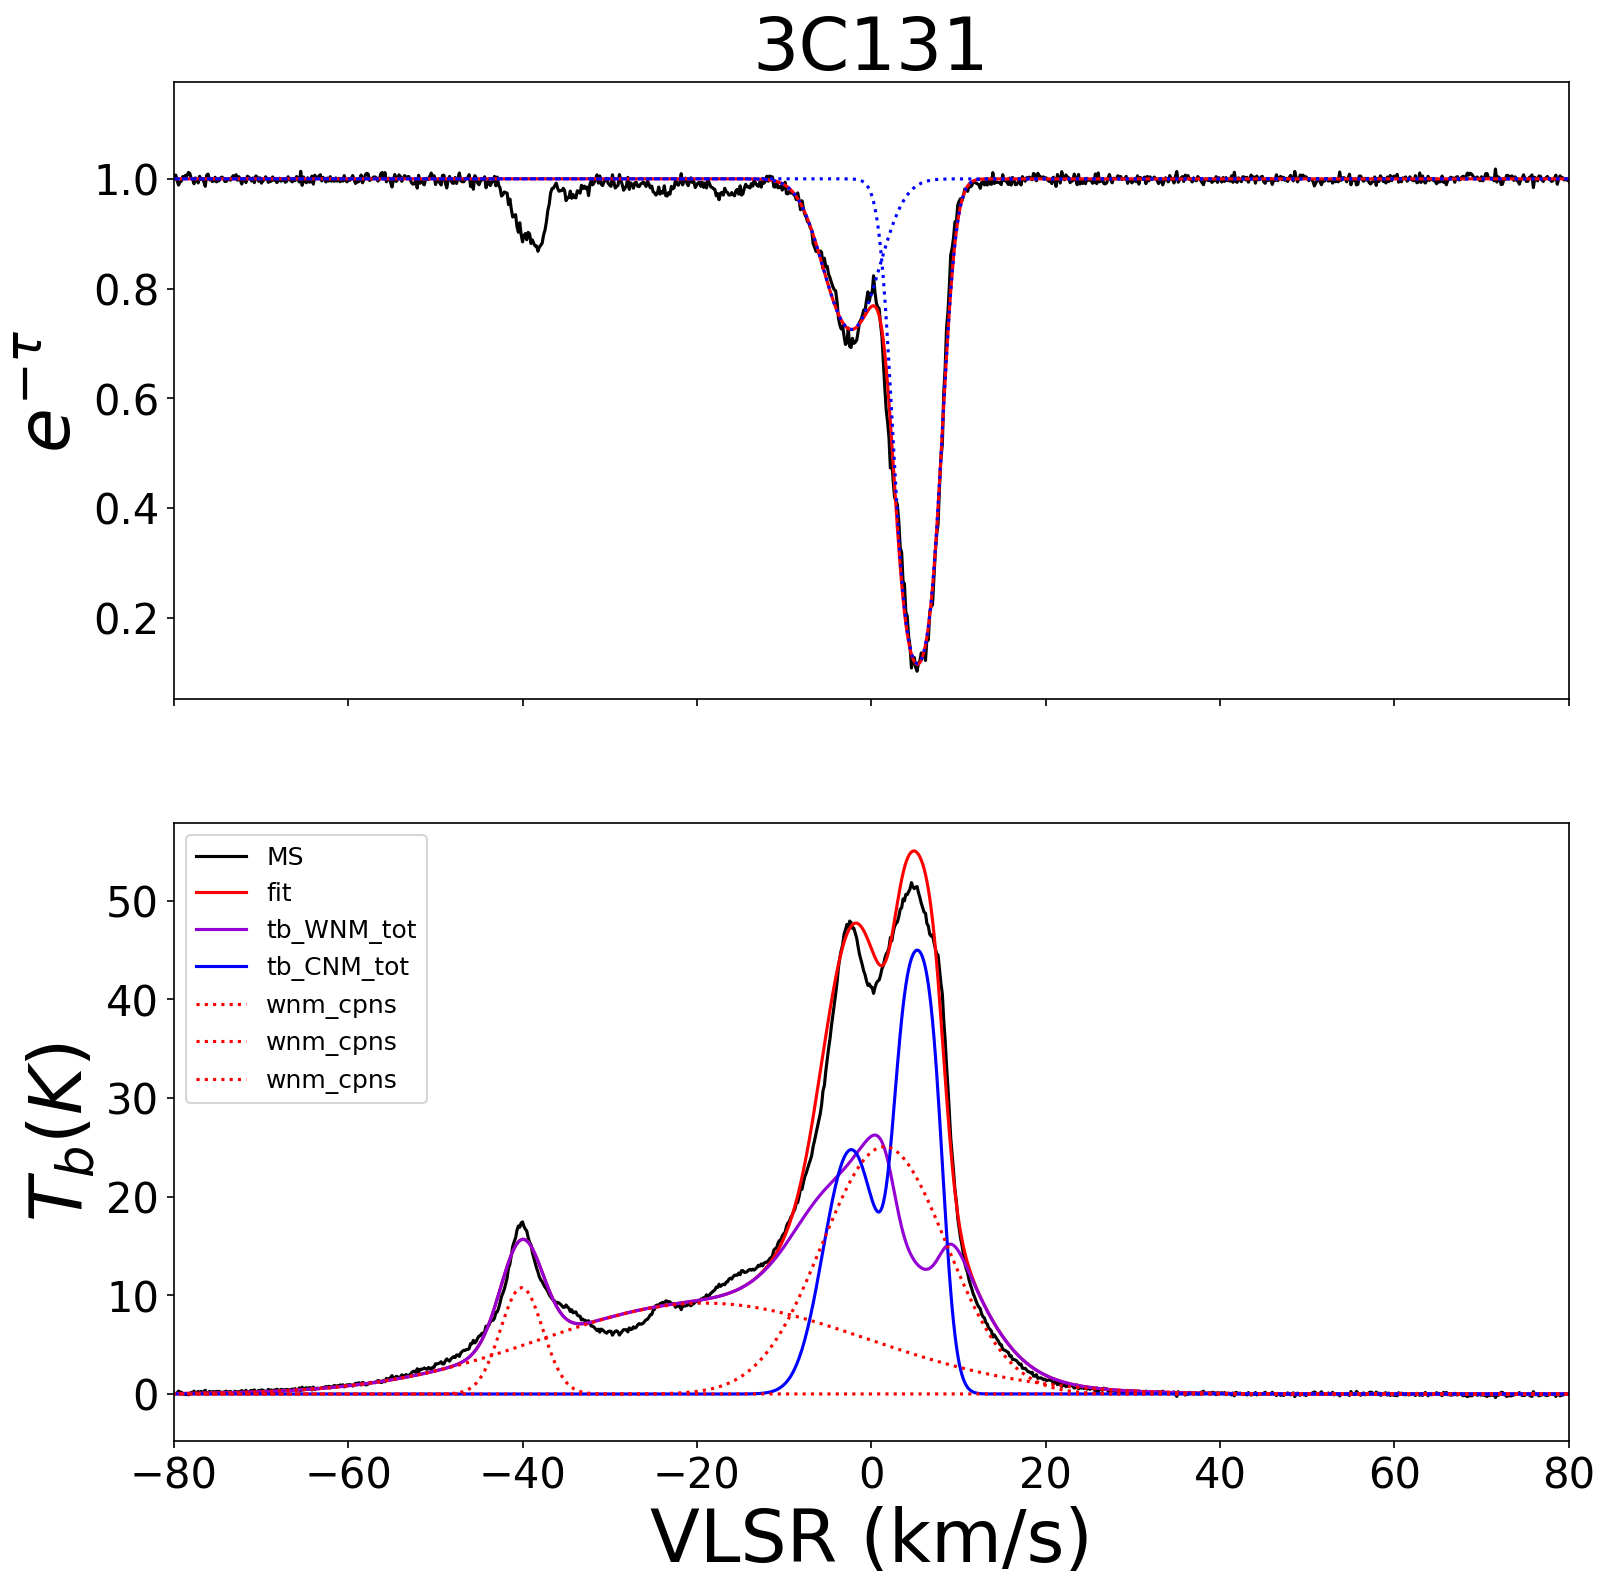 3C131
1.0
0.8
0.6
0.4
0.2
e^{−τ}
MS
fit
tb_WNM_tot
tb_CNM_tot
wnm_cpns
wnm_cpns
wnm_cpns
50
40
30
20
10
0
T_b(K)
−80 −60 −40 −20 0 20 40 60 80
VLSR (km/s)